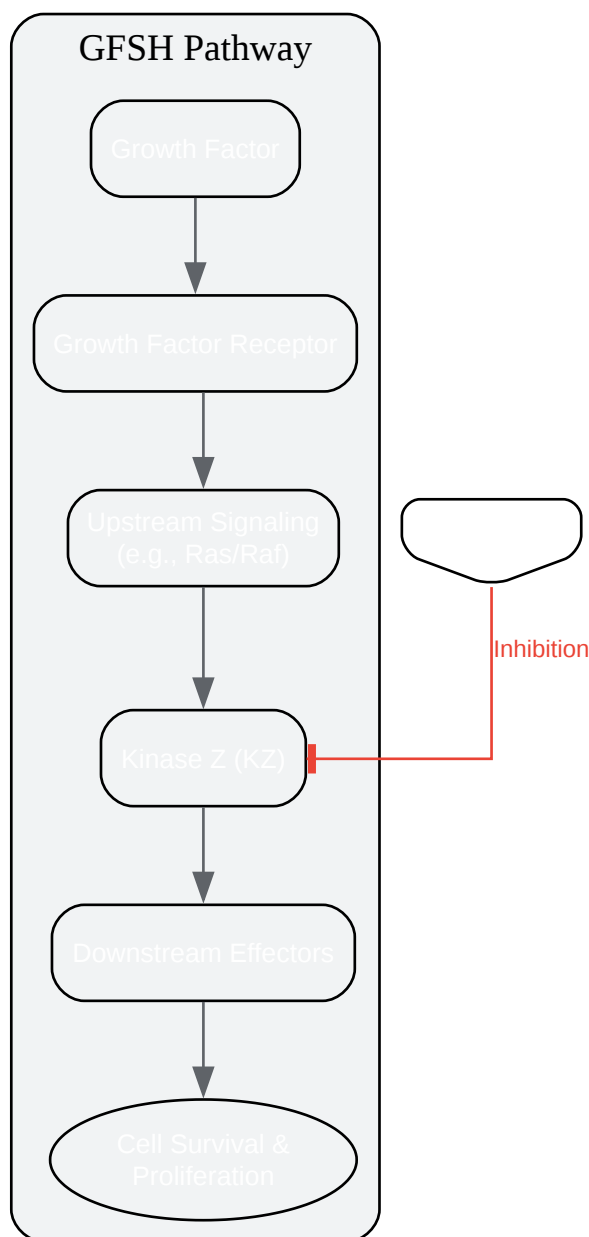 GFSH Pathway
Growth Factor
Growth Factor Receptor
Upstream Signaling
(e.g., Ras/Raf)
Inhibition
Kinase Z (KZ)
Downstream Effectors
Cell Survival &
Proliferation